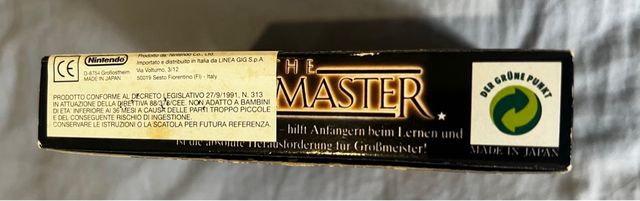 CE
Nintendo
D-8754 Großostheim
MADE IN JAPAN
Prodotto da: Nintendo Co., Ltd.
Importato e distribuito in Italia da LINEA GIG S.p.A.
Via Volturno, 3/12
50019 Sesto Fiorentino (FI) - Italy
PRODOTTO CONFORME AL DECRETO LEGISLATIVO 27/9/1991, N. 313
IN ATTUAZIONE DELLA DIRETTIVA 88/378/CEE. NON ADATTO A BAMBINI
DI ETA' INFERIORE AI 36 MESI A CAUSA DELLE PARTI TROPPO PICCOLE
E DEL CONSEGUENTE RISCHIO DI INGESTIONE.
CONSERVARE LE ISTRUZIONI O LA SCATOLA PER FUTURA REFERENZA.
THE
MASTER
– hilft Anfängern beim Lernen und
ist die absolute Herausforderung für Großmeister!
DER GRÜNE PUNKT
MADE IN JAPAN